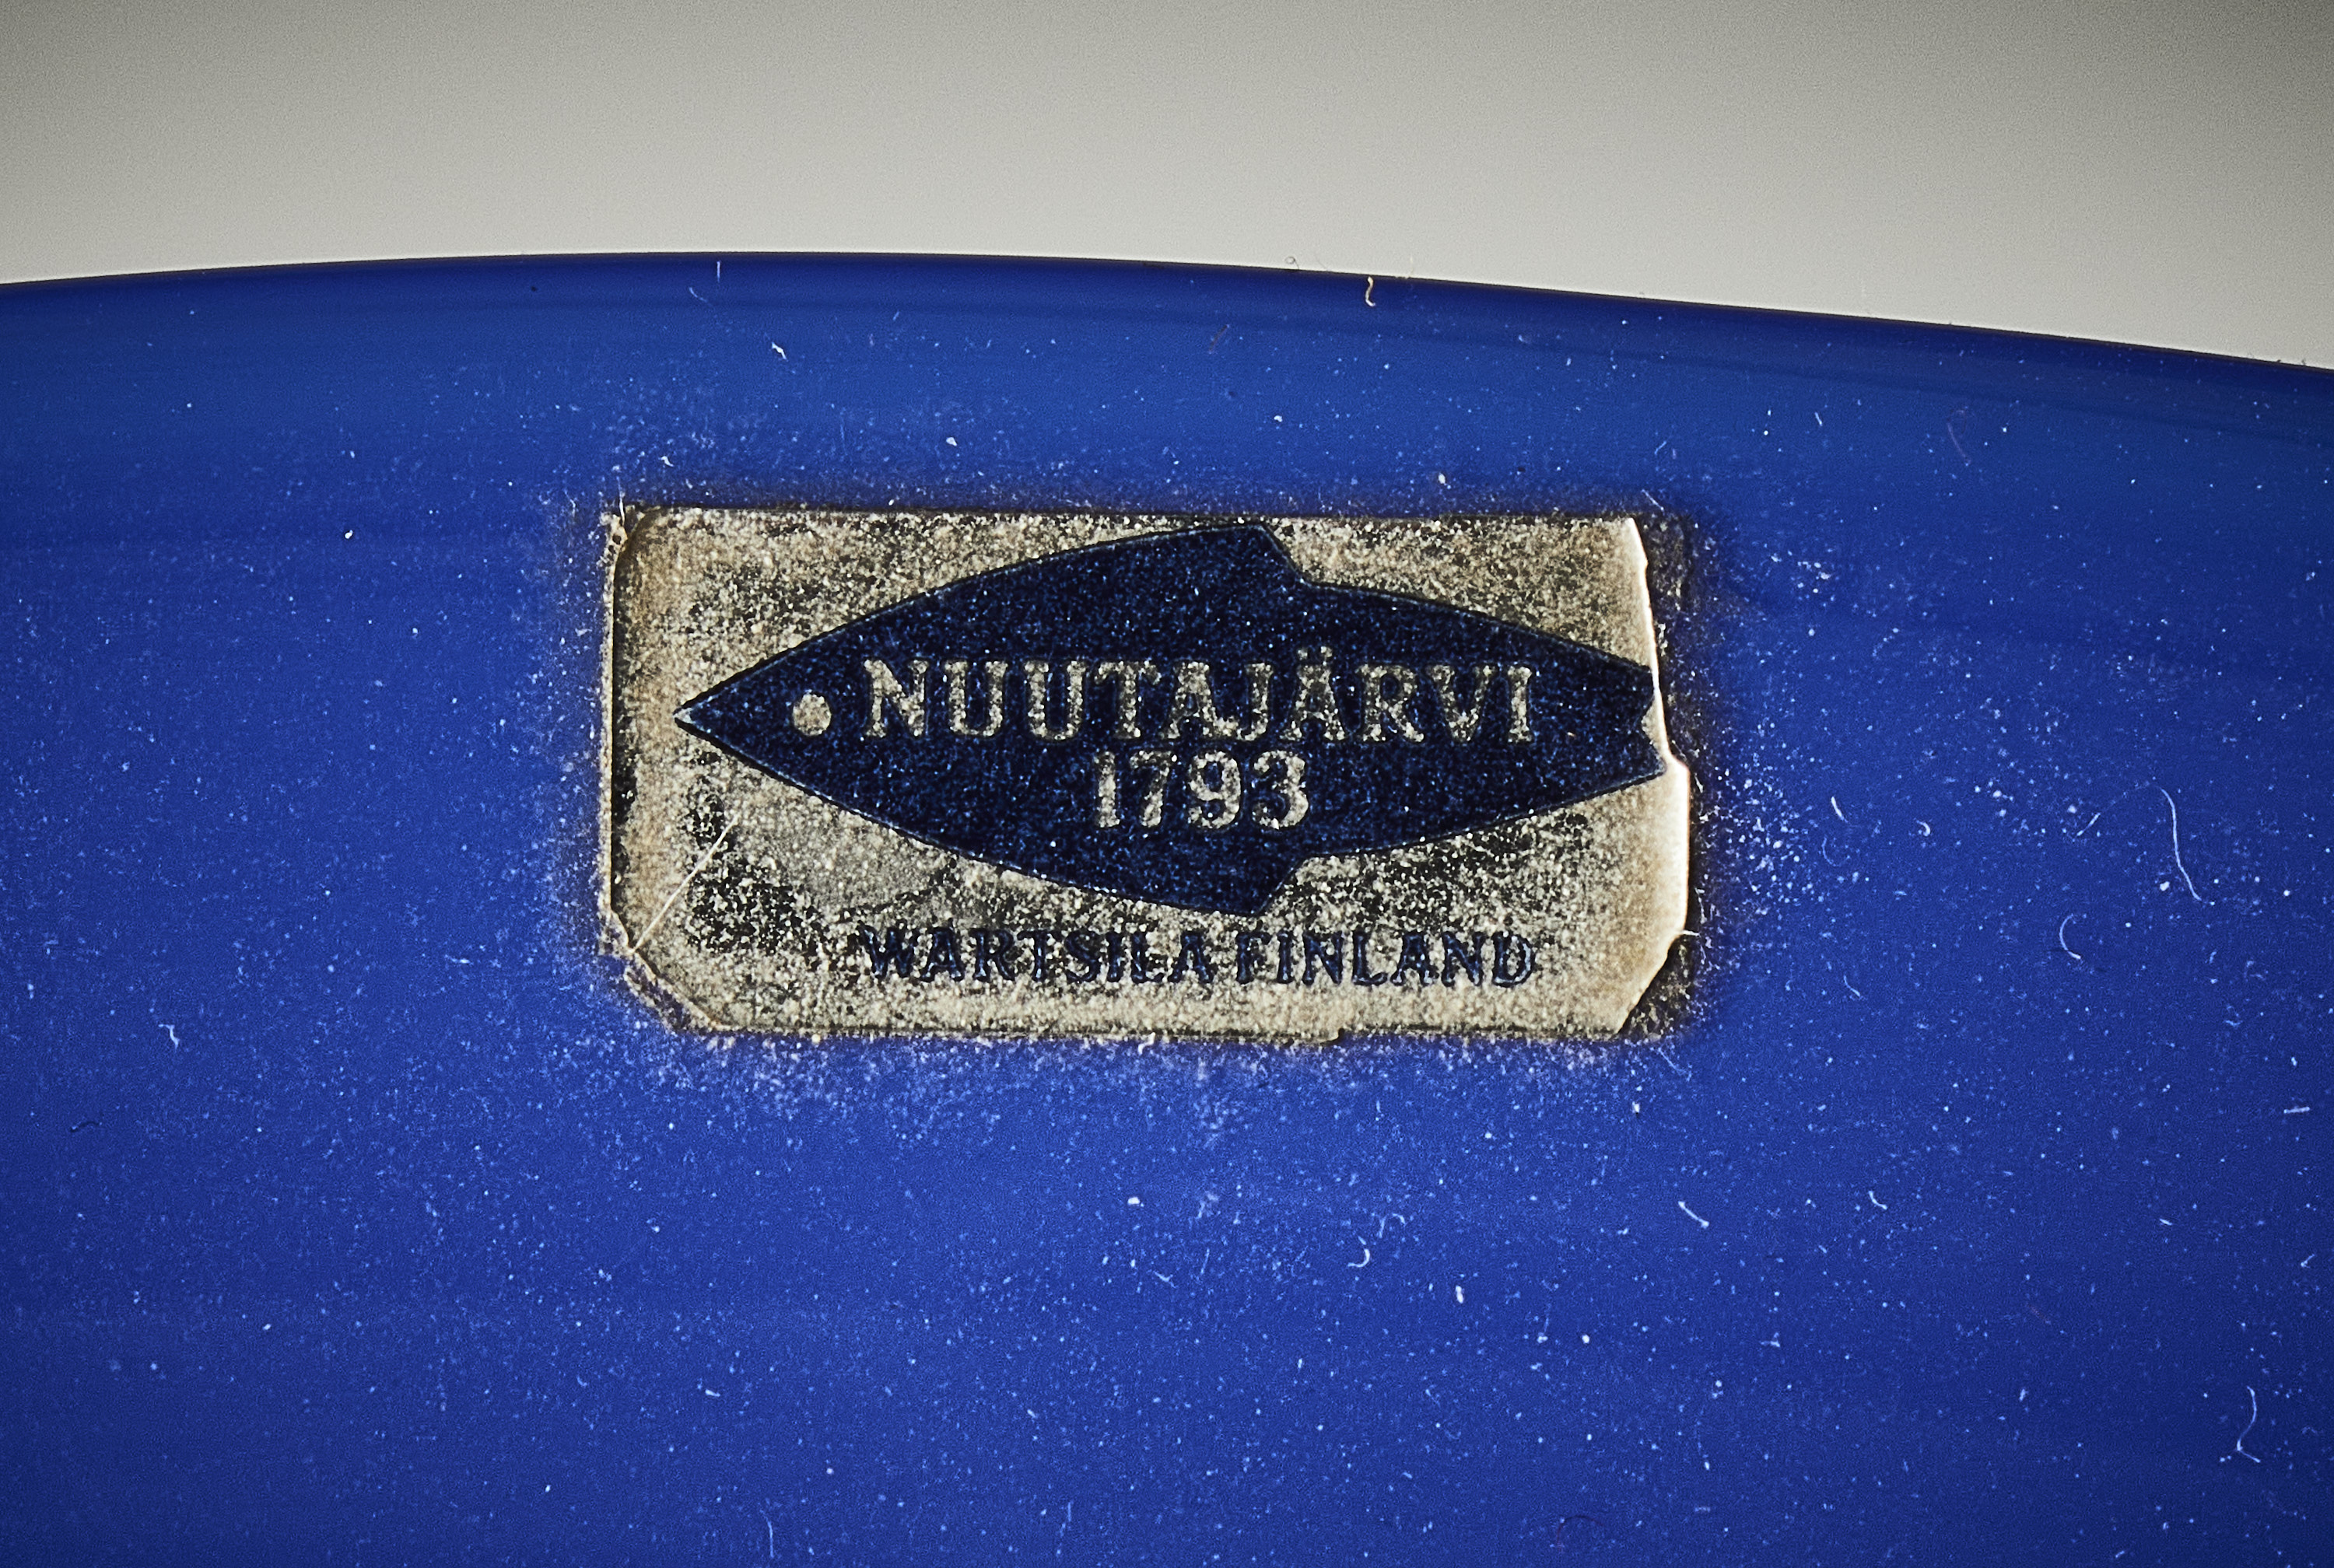 NUUTAJÄRVI
1793
WÄRTSILÄ FINLAND